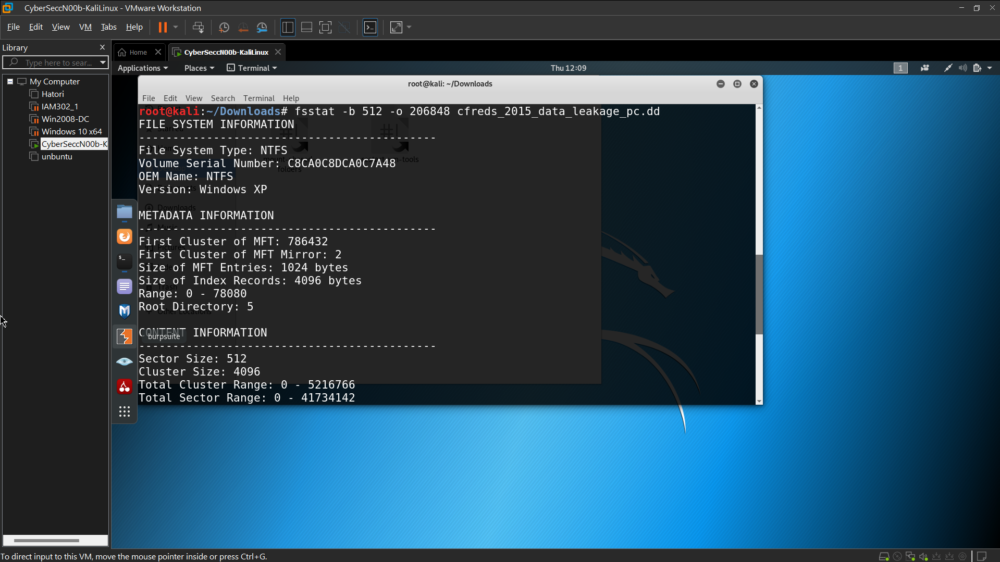 CyberSeccN00b-KaliLinux - VMware Workstation
File Edit View VM Tabs Help
Library
Type here to sear...
My Computer
Hatori
IAM302_1
Win2008-DC
Windows 10 x64
CyberSeccN00b-K
unbuntu
Home
CyberSeccN00b-KaliLinux
Applications Places Terminal
Thu 12:09
1
root@kali: ~/Downloads
File Edit View Search Terminal Help
root@kali:~/Downloads# fsstat -b 512 -o 206848 cfreds_2015_data_leakage_pc.dd
FILE SYSTEM INFORMATION
--------------------------------------------
File System Type: NTFS
Volume Serial Number: C8CA0C8DCA0C7A48
OEM Name: NTFS
Version: Windows XP
METADATA INFORMATION
--------------------------------------------
First Cluster of MFT: 786432
First Cluster of MFT Mirror: 2
Size of MFT Entries: 1024 bytes
Size of Index Records: 4096 bytes
Range: 0 - 78080
Root Directory: 5
CONTENT INFORMATION
--------------------------------------------
Sector Size: 512
Cluster Size: 4096
Total Cluster Range: 0 - 5216766
Total Sector Range: 0 - 41734142
folders
Downloads
Music
Pictures
Trash
Other Locations
burpsuite
To direct input to this VM, move the mouse pointer inside or press Ctrl+G.